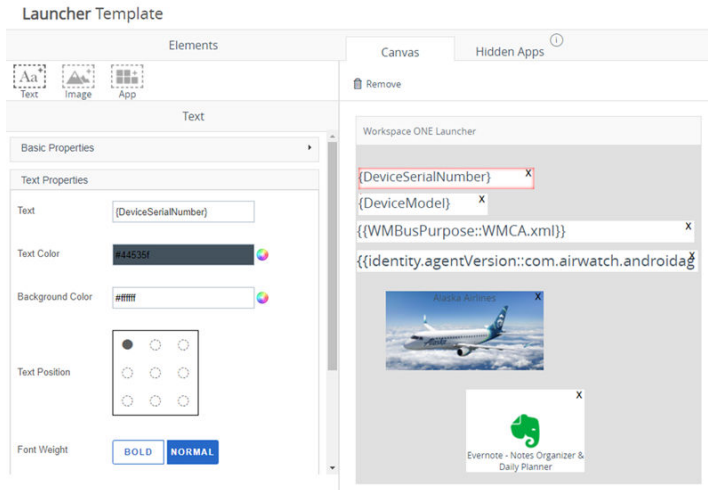 Launcher Template
Elements
Text
Image
App
Text
Basic Properties
Text Properties
Text
{DeviceSerialNumber}
Text Color
#44535f
Background Color
#ffffff
Text Position
Font Weight
BOLD
NORMAL
Canvas
Hidden Apps
Remove
Workspace ONE Launcher
{DeviceSerialNumber} X
{DeviceModel} X
{{WMBusPurpose::WMCA.xml}} X
{{identity.agentVersion::com.airwatch.androidag X
Alaska Airlines X
Alaska
X
Evernote - Notes Organizer &
Daily Planner